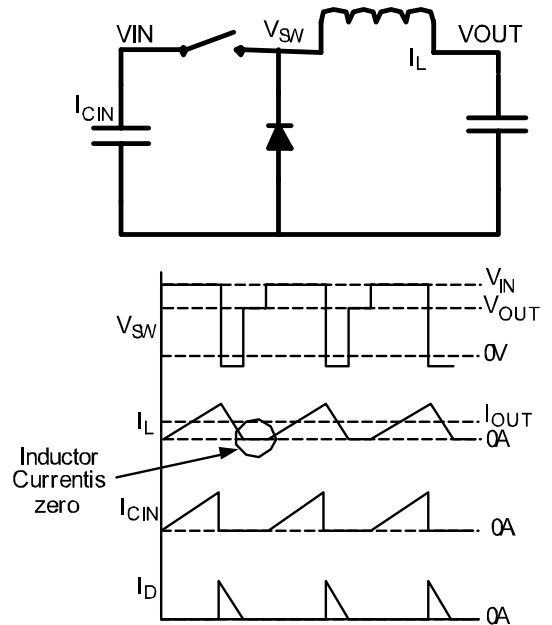 VIN
VSW
VOUT
IL
ICIN
VIN
VOUT
VSW
0V
IL
IOUT
0A
Inductor
Currentis
zero
ICIN
0A
ID
0A